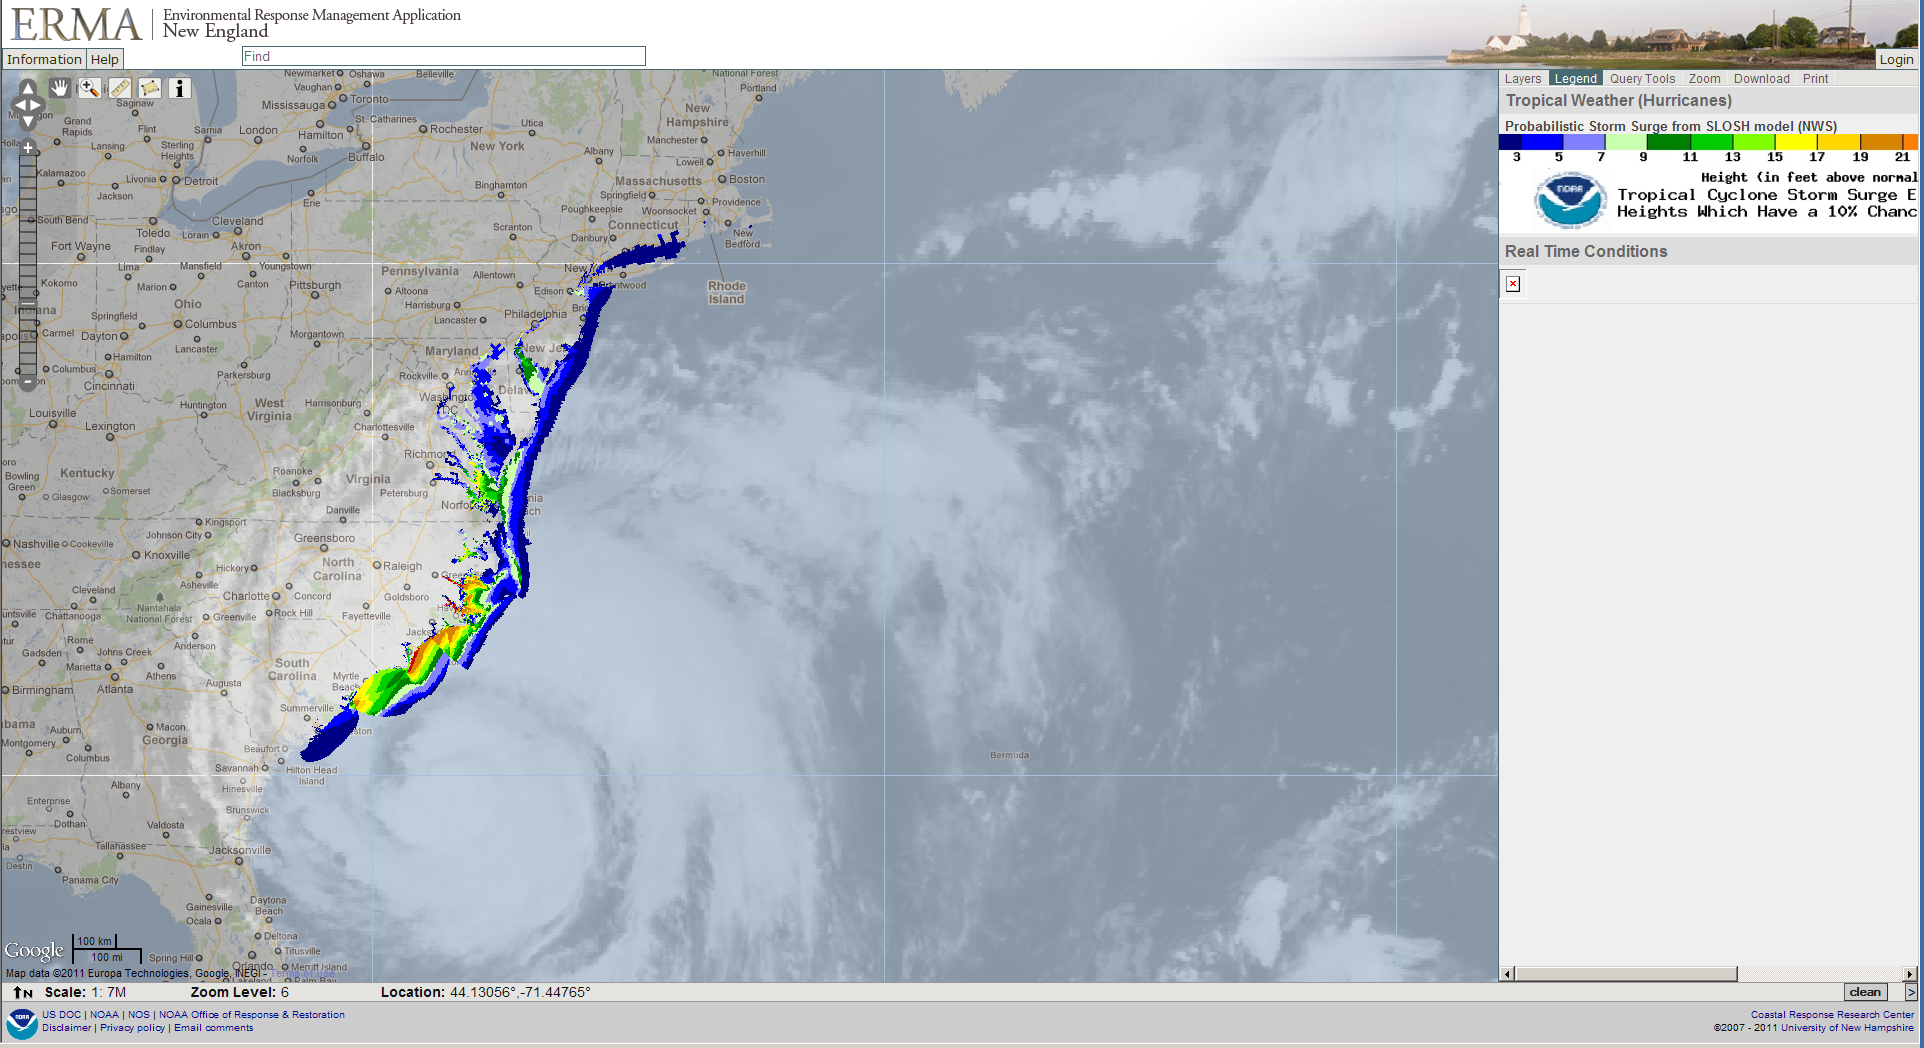 ERMA
Environmental Response Management Application
New England
Information
Help
Find
Login
Layers
Legend
Query Tools
Zoom
Download
Print
Tropical Weather (Hurricanes)
Probabilistic Storm Surge from SLOSH model (NWS)
3 5 7 9 11 13 15 17 19 21
Height (in feet above normal
NOAA
Tropical Cyclone Storm Surge E
Heights Which Have a 10% Chanc
Real Time Conditions
Newmarket
Oshawa
Belleville
Vaughan
Toronto
Mississauga
Saginaw
St. Catharines
Hamilton
Rochester
Utica
National Forest
Portland
New
Hampshire
Grand
Rapids
Flint
Sarnia
London
Lansing
Sterling
Heights
Norfolk
Buffalo
New York
Albany
Manchester
Haverhill
Lowell
Kalamazoo
Livonia
Detroit
Jackson
Erie
Binghamton
Massachusetts
Boston
Springfield
Providence
Poughkeepsie
Woonsocket
South Bend
Cleveland
Toledo
Lorain
Scranton
Connecticut
Danbury
New
Bedford
Fort Wayne
Findlay
Akron
Lima
Mansfield
Youngstown
Pennsylvania
Allentown
New
Kokomo
Marion
Canton
Pittsburgh
Altoona
Edison
Brentwood
Rhode
Island
Harrisburg
Indiana
Ohio
Springfield
Columbus
Lancaster
Philadelphia
Carmel
Dayton
Lancaster
Morgantown
Maryland
New Je
Hamilton
Columbus
Cincinnati
Parkersburg
Rockville
Ann
Washington
DC
Delaw
Huntington
West
Virginia
Harrisonburg
Louisville
Lexington
Charlottesville
Richmond
Bowling
Green
Kentucky
Roanoke
Virginia
Glasgow
Somerset
Blacksburg
Petersburg
Norfo
Danville
Kingsport
Nashville
Cookeville
Johnson City
Greensboro
Knoxville
North
Carolina
Raleigh
Hickory
Asheville
Cleveland
Charlotte
Concord
Goldsboro
Nantahala
National Forest
Chattanooga
Greenville
Rock Hill
Fayetteville
Rome
Johns Creek
Anderson
Gadsden
Marietta
South
Carolina
Jacks
Athens
Birmingham
Atlanta
Augusta
Myrtle
Beach
Summerville
Macon
Auburn
Montgomery
Georgia
Columbus
Beaufort
Savannah
Hilton Head
Island
Bermuda
Albany
Hinesville
Enterprise
Dothan
Brunswick
Valdosta
Tallahassee
Jacksonville
Destin
Panama City
Gainesville
Daytona
Beach
Ocala
Deltona
Titusville
Spring Hill
Orlando
Merritt Island
Lakeland
Palm Bay
Google
100 km
100 mi
Map data ©2011 Europa Technologies, Google, INEGI - Terms of Use
N
Scale: 1: 7M
Zoom Level: 6
Location: 44.13056°,-71.44765°
clean
>
US DOC | NOAA | NOS | NOAA Office of Response & Restoration
Disclaimer | Privacy policy | Email comments
Coastal Response Research Center
©2007 - 2011 University of New Hampshire